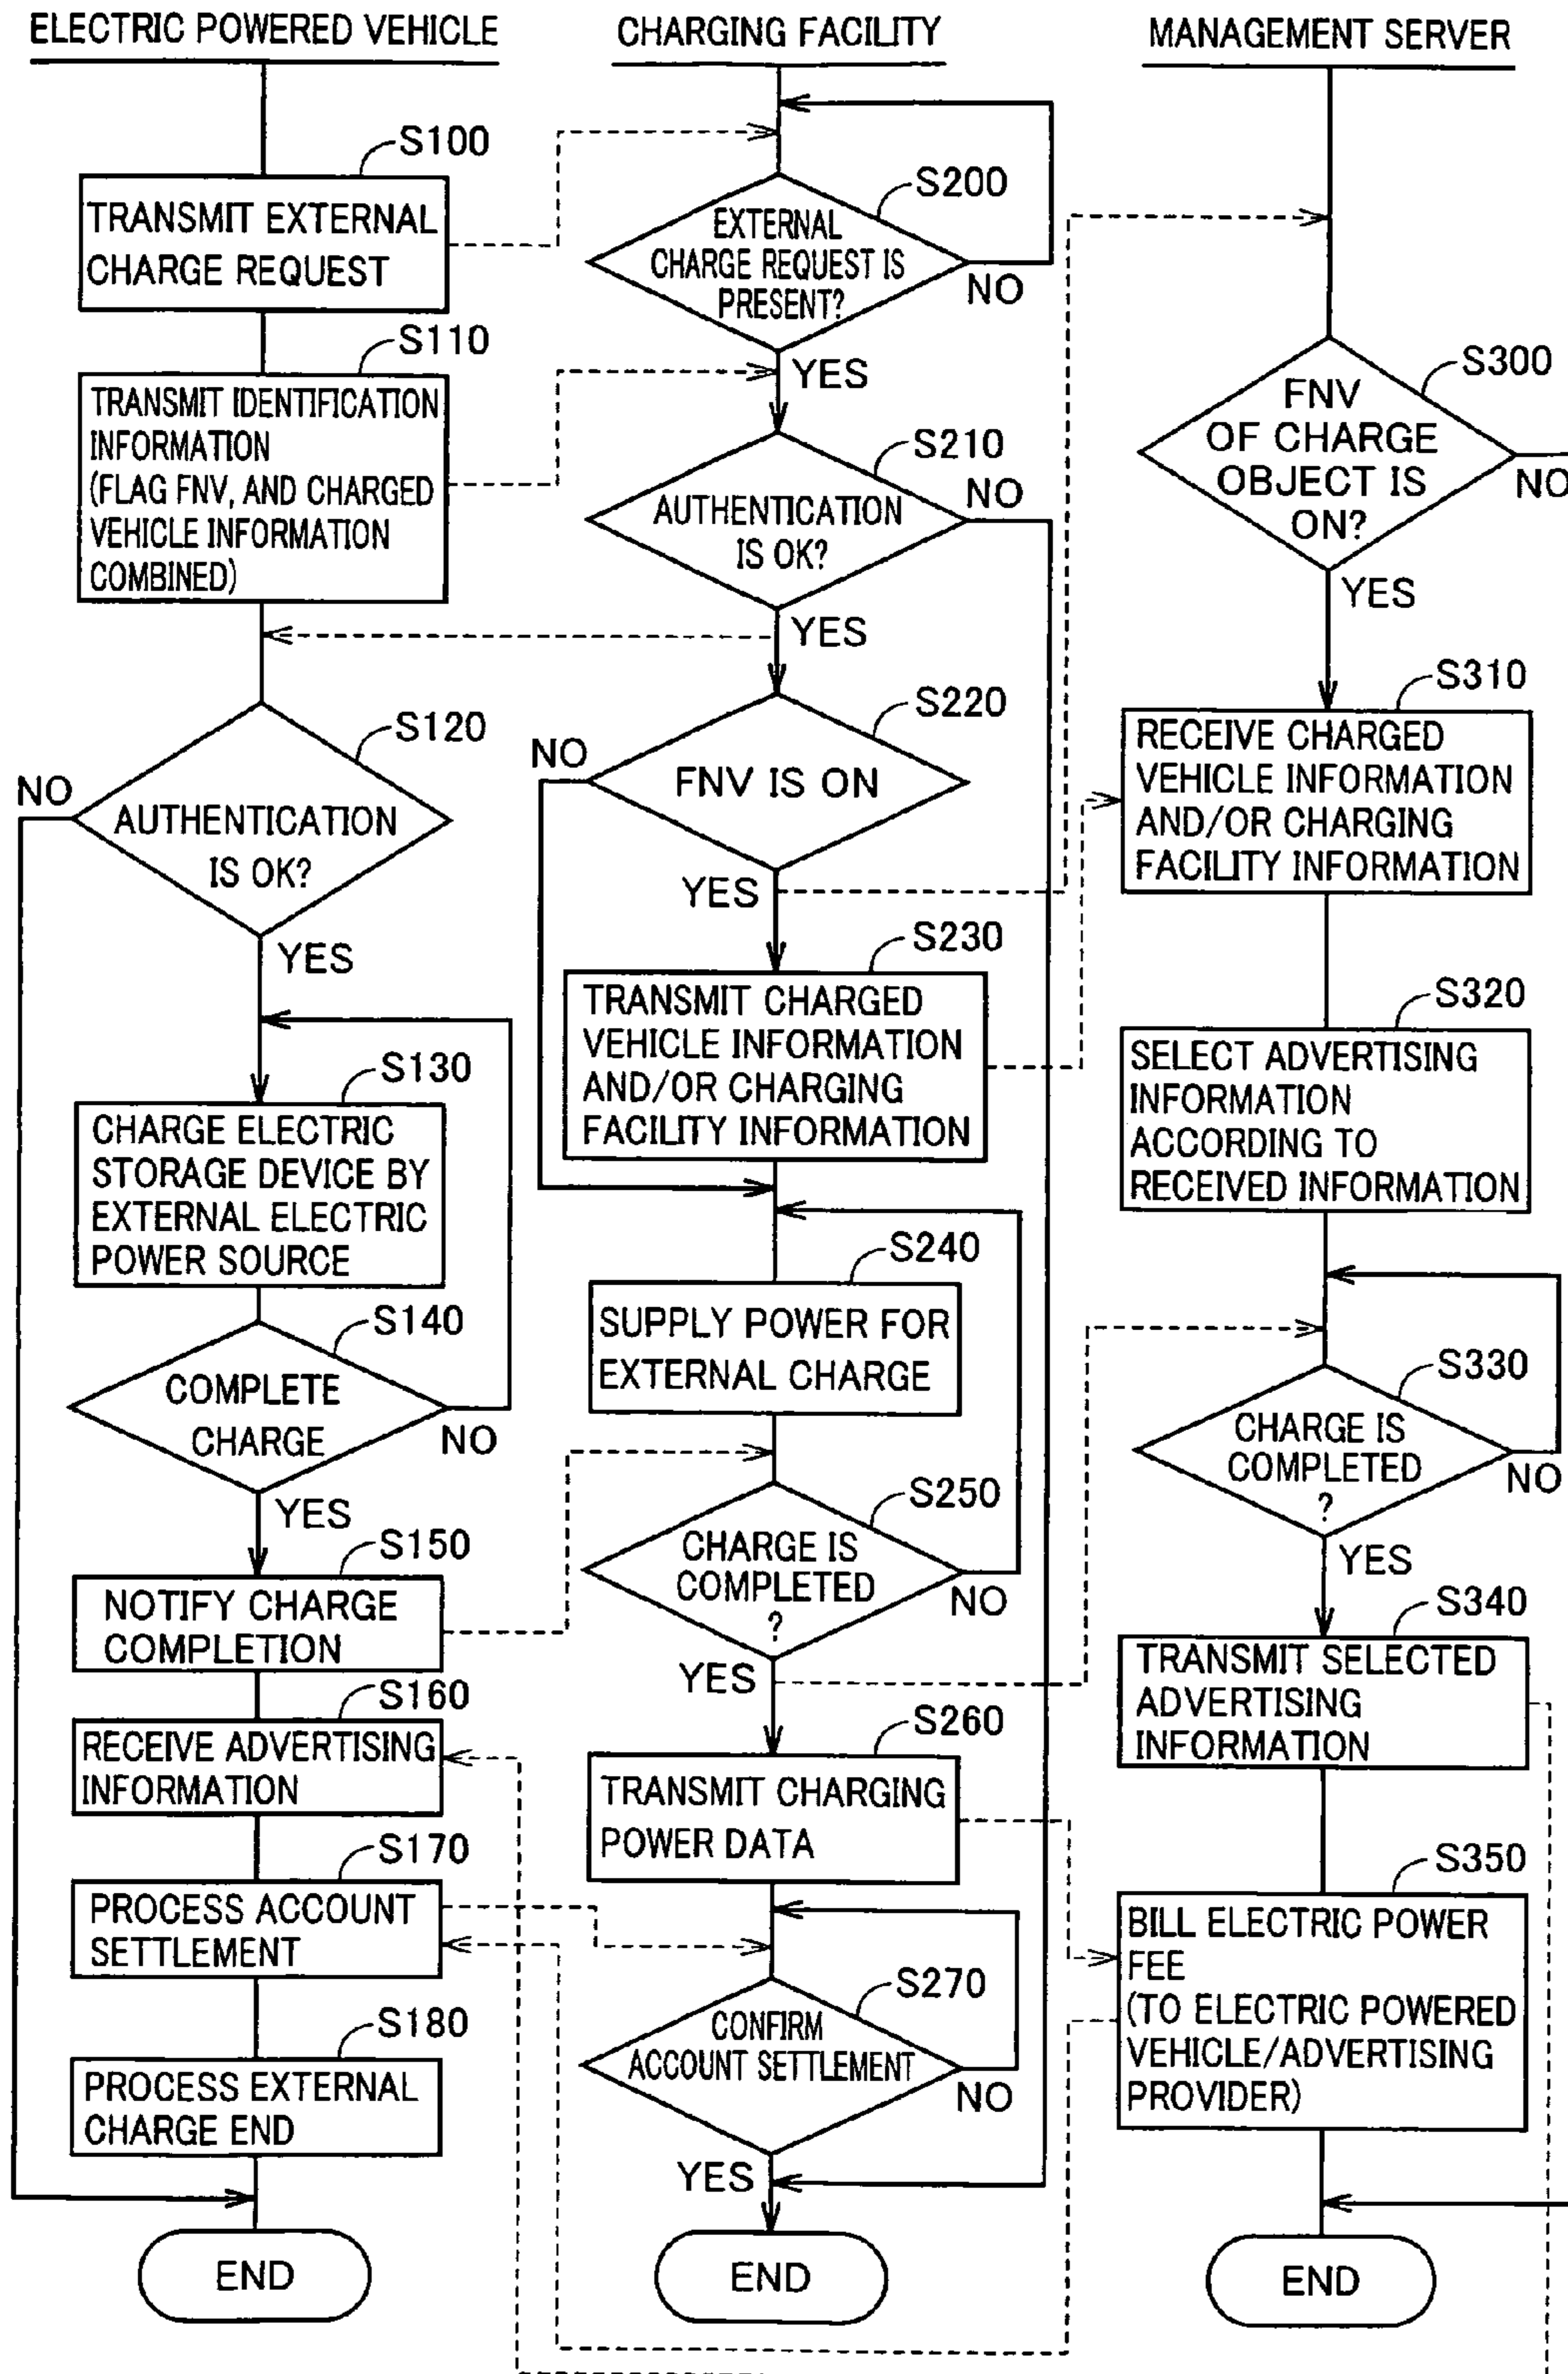 ELECTRIC POWERED VEHICLE
S100
TRANSMIT EXTERNAL
CHARGE REQUEST
S110
TRANSMIT IDENTIFICATION
INFORMATION
(FLAG FNV, AND CHARGED
VEHICLE INFORMATION
COMBINED)
S120
AUTHENTICATION
IS OK?
NO
YES
S130
CHARGE ELECTRIC
STORAGE DEVICE BY
EXTERNAL ELECTRIC
POWER SOURCE
S140
COMPLETE
CHARGE
NO
YES
S150
NOTIFY CHARGE
COMPLETION
S160
RECEIVE ADVERTISING
INFORMATION
S170
PROCESS ACCOUNT
SETTLEMENT
S180
PROCESS EXTERNAL
CHARGE END
END
CHARGING FACILITY
S200
EXTERNAL
CHARGE REQUEST IS
PRESENT?
NO
YES
S210
AUTHENTICATION
IS OK?
NO
YES
S220
FNV IS ON
NO
YES
S230
TRANSMIT CHARGED
VEHICLE INFORMATION
AND/OR CHARGING
FACILITY INFORMATION
S240
SUPPLY POWER FOR
EXTERNAL CHARGE
S250
CHARGE IS
COMPLETED
?
NO
YES
S260
TRANSMIT CHARGING
POWER DATA
S270
CONFIRM
ACCOUNT SETTLEMENT
NO
YES
END
MANAGEMENT SERVER
S300
FNV
OF CHARGE
OBJECT IS
ON?
NO
YES
S310
RECEIVE CHARGED
VEHICLE INFORMATION
AND/OR CHARGING
FACILITY INFORMATION
S320
SELECT ADVERTISING
INFORMATION
ACCORDING TO
RECEIVED INFORMATION
S330
CHARGE IS
COMPLETED
?
NO
YES
S340
TRANSMIT SELECTED
ADVERTISING
INFORMATION
S350
BILL ELECTRIC POWER
FEE
(TO ELECTRIC POWERED
VEHICLE/ADVERTISING
PROVIDER)
END